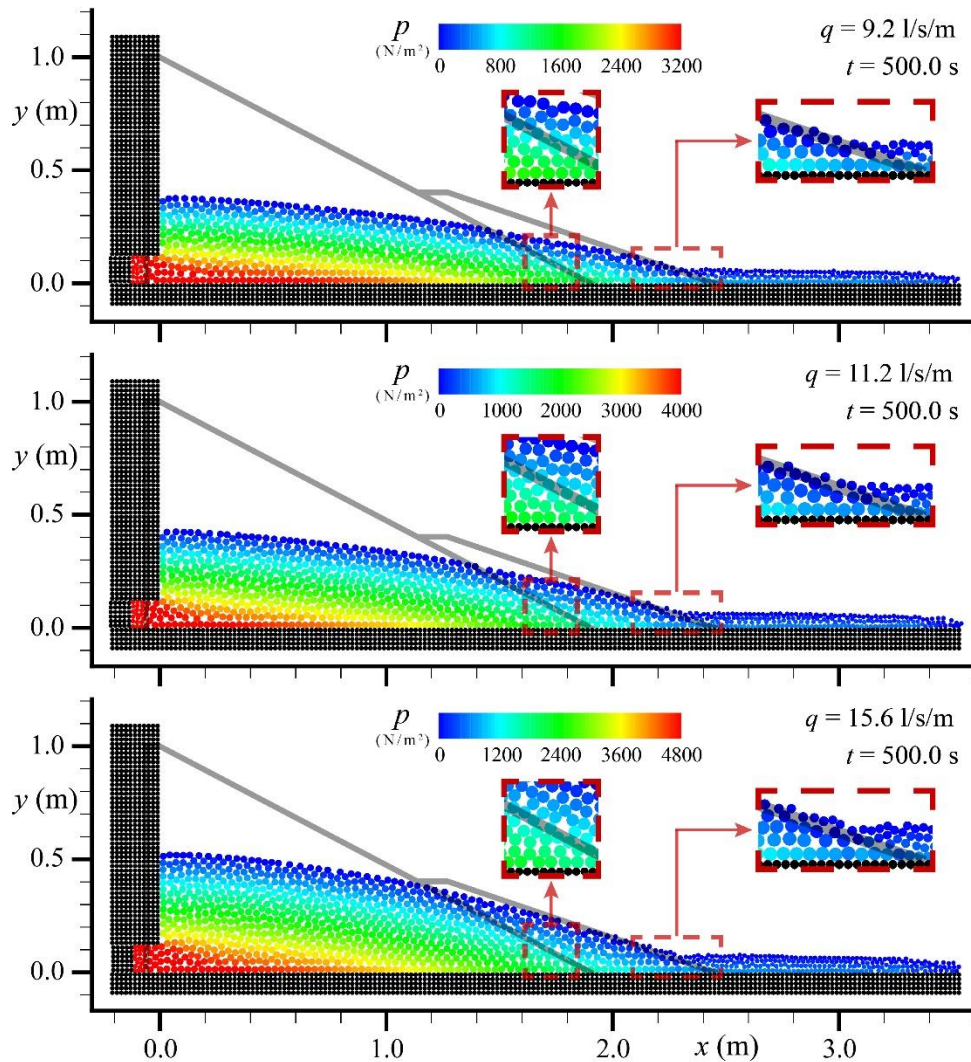 p
(N/m²)
0 800 1600 2400 3200
q = 9.2 l/s/m
t = 500.0 s
1.0
y (m)
0.5
0.0
p
(N/m²)
0 1000 2000 3000 4000
q = 11.2 l/s/m
t = 500.0 s
1.0
y (m)
0.5
0.0
p
(N/m²)
0 1200 2400 3600 4800
q = 15.6 l/s/m
t = 500.0 s
1.0
y (m)
0.5
0.0
0.0 1.0 2.0 x (m) 3.0